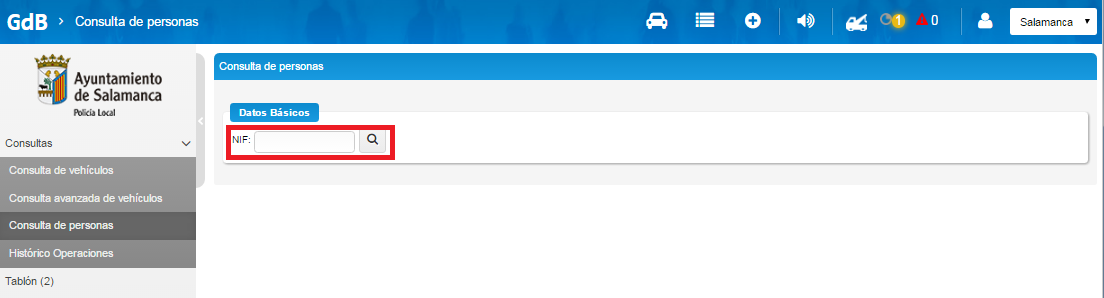 GdB > Consulta de personas
1 0 Salamanca
Ayuntamiento
de Salamanca
Policía Local
Consultas
Consulta de vehículos
Consulta avanzada de vehículos
Consulta de personas
Histórico Operaciones
Tablón (2)
Consulta de personas
Datos Básicos
NIF: